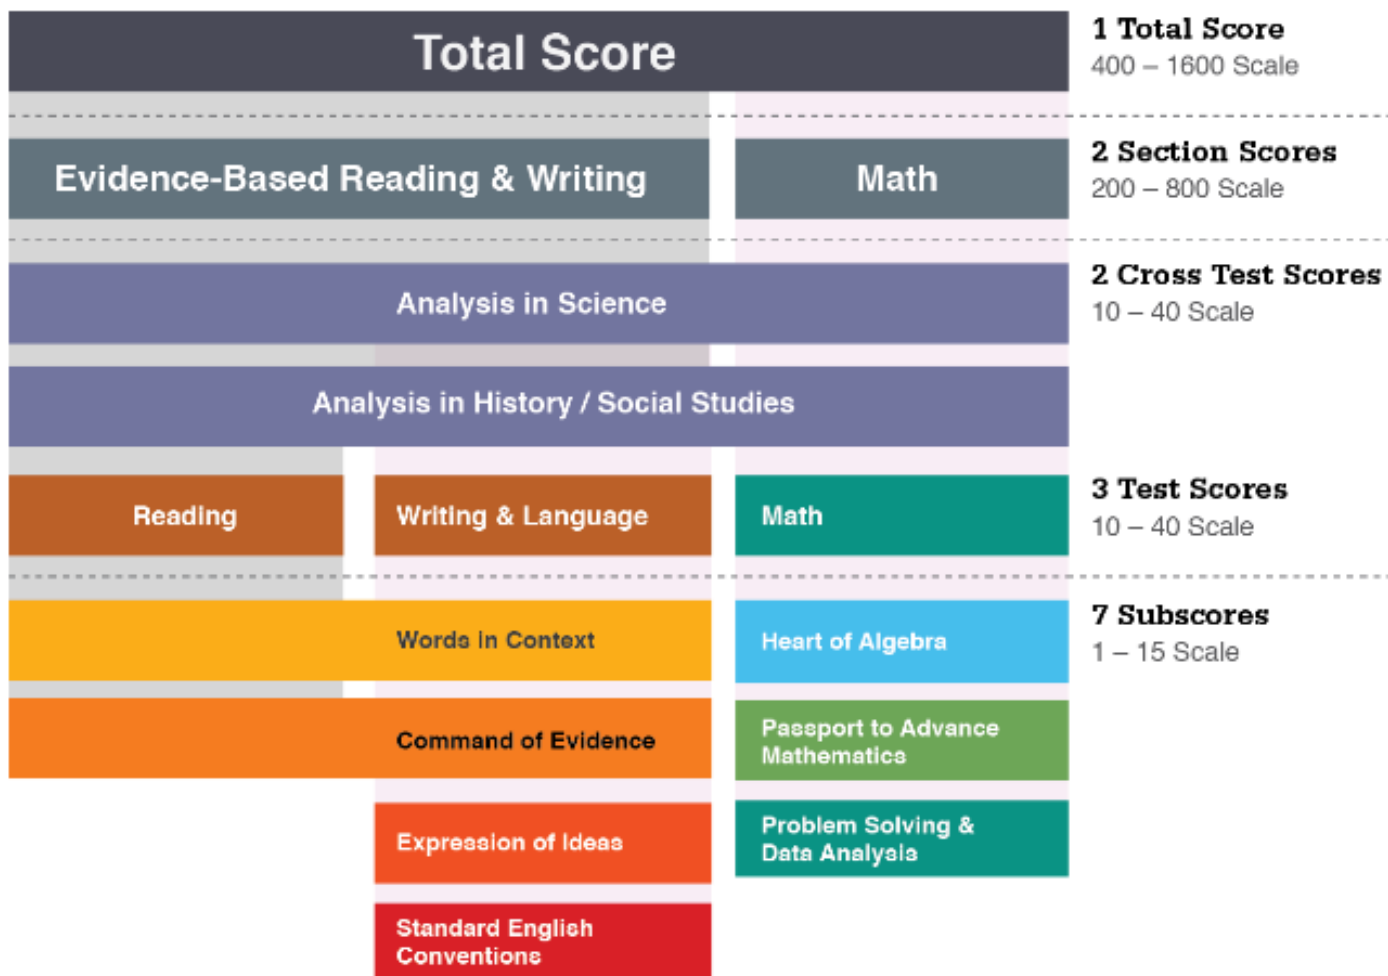 Total Score
1 Total Score
400 – 1600 Scale
Evidence-Based Reading & Writing
Math
2 Section Scores
200 – 800 Scale
Analysis in Science
2 Cross Test Scores
10 – 40 Scale
Analysis in History / Social Studies
Reading
Writing & Language
Math
3 Test Scores
10 – 40 Scale
Words in Context
Heart of Algebra
7 Subscores
1 – 15 Scale
Command of Evidence
Passport to Advance
Mathematics
Expression of Ideas
Problem Solving &
Data Analysis
Standard English
Conventions